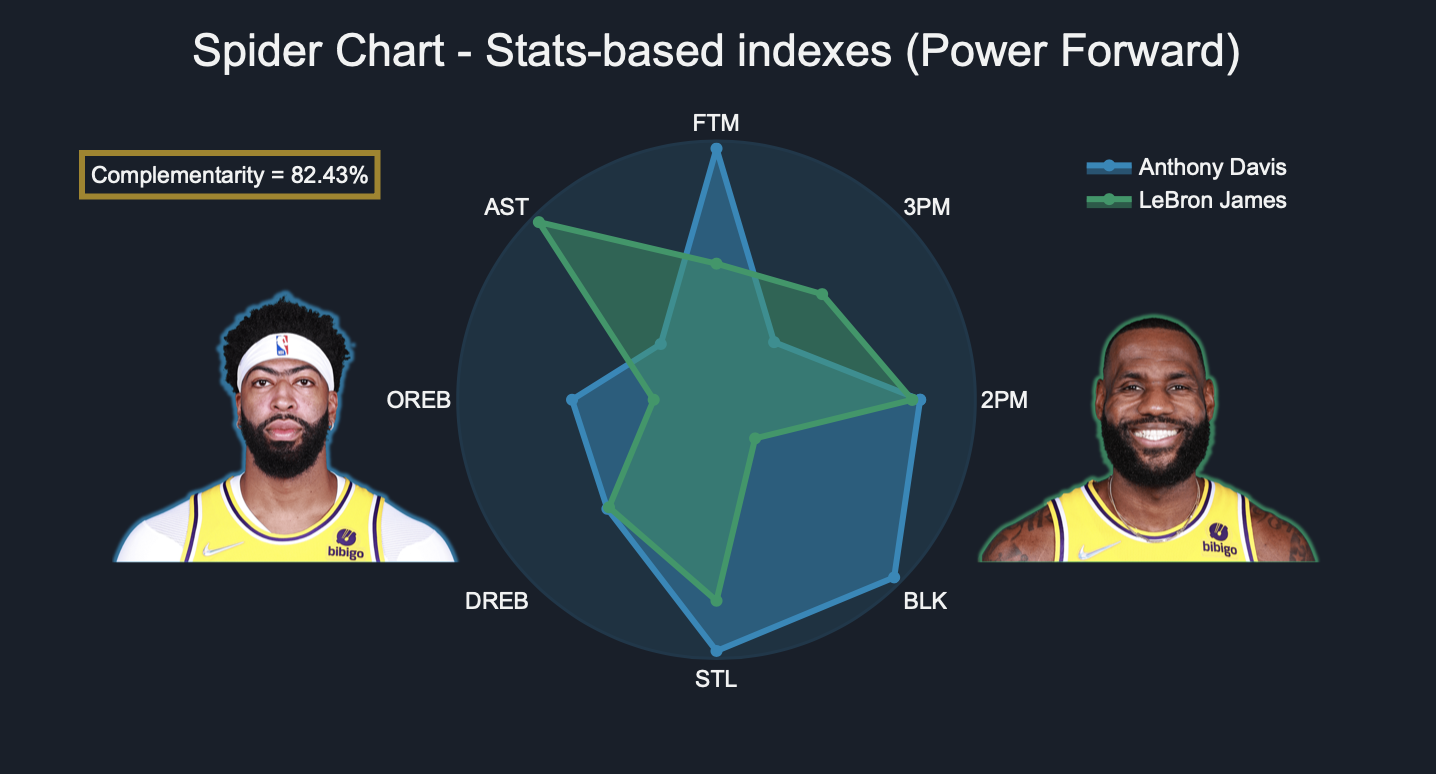 Spider Chart - Stats-based indexes (Power Forward)
Complementarity = 82.43%
Anthony Davis
LeBron James
FTM
3PM
2PM
BLK
STL
DREB
OREB
AST
bibigo
bibigo